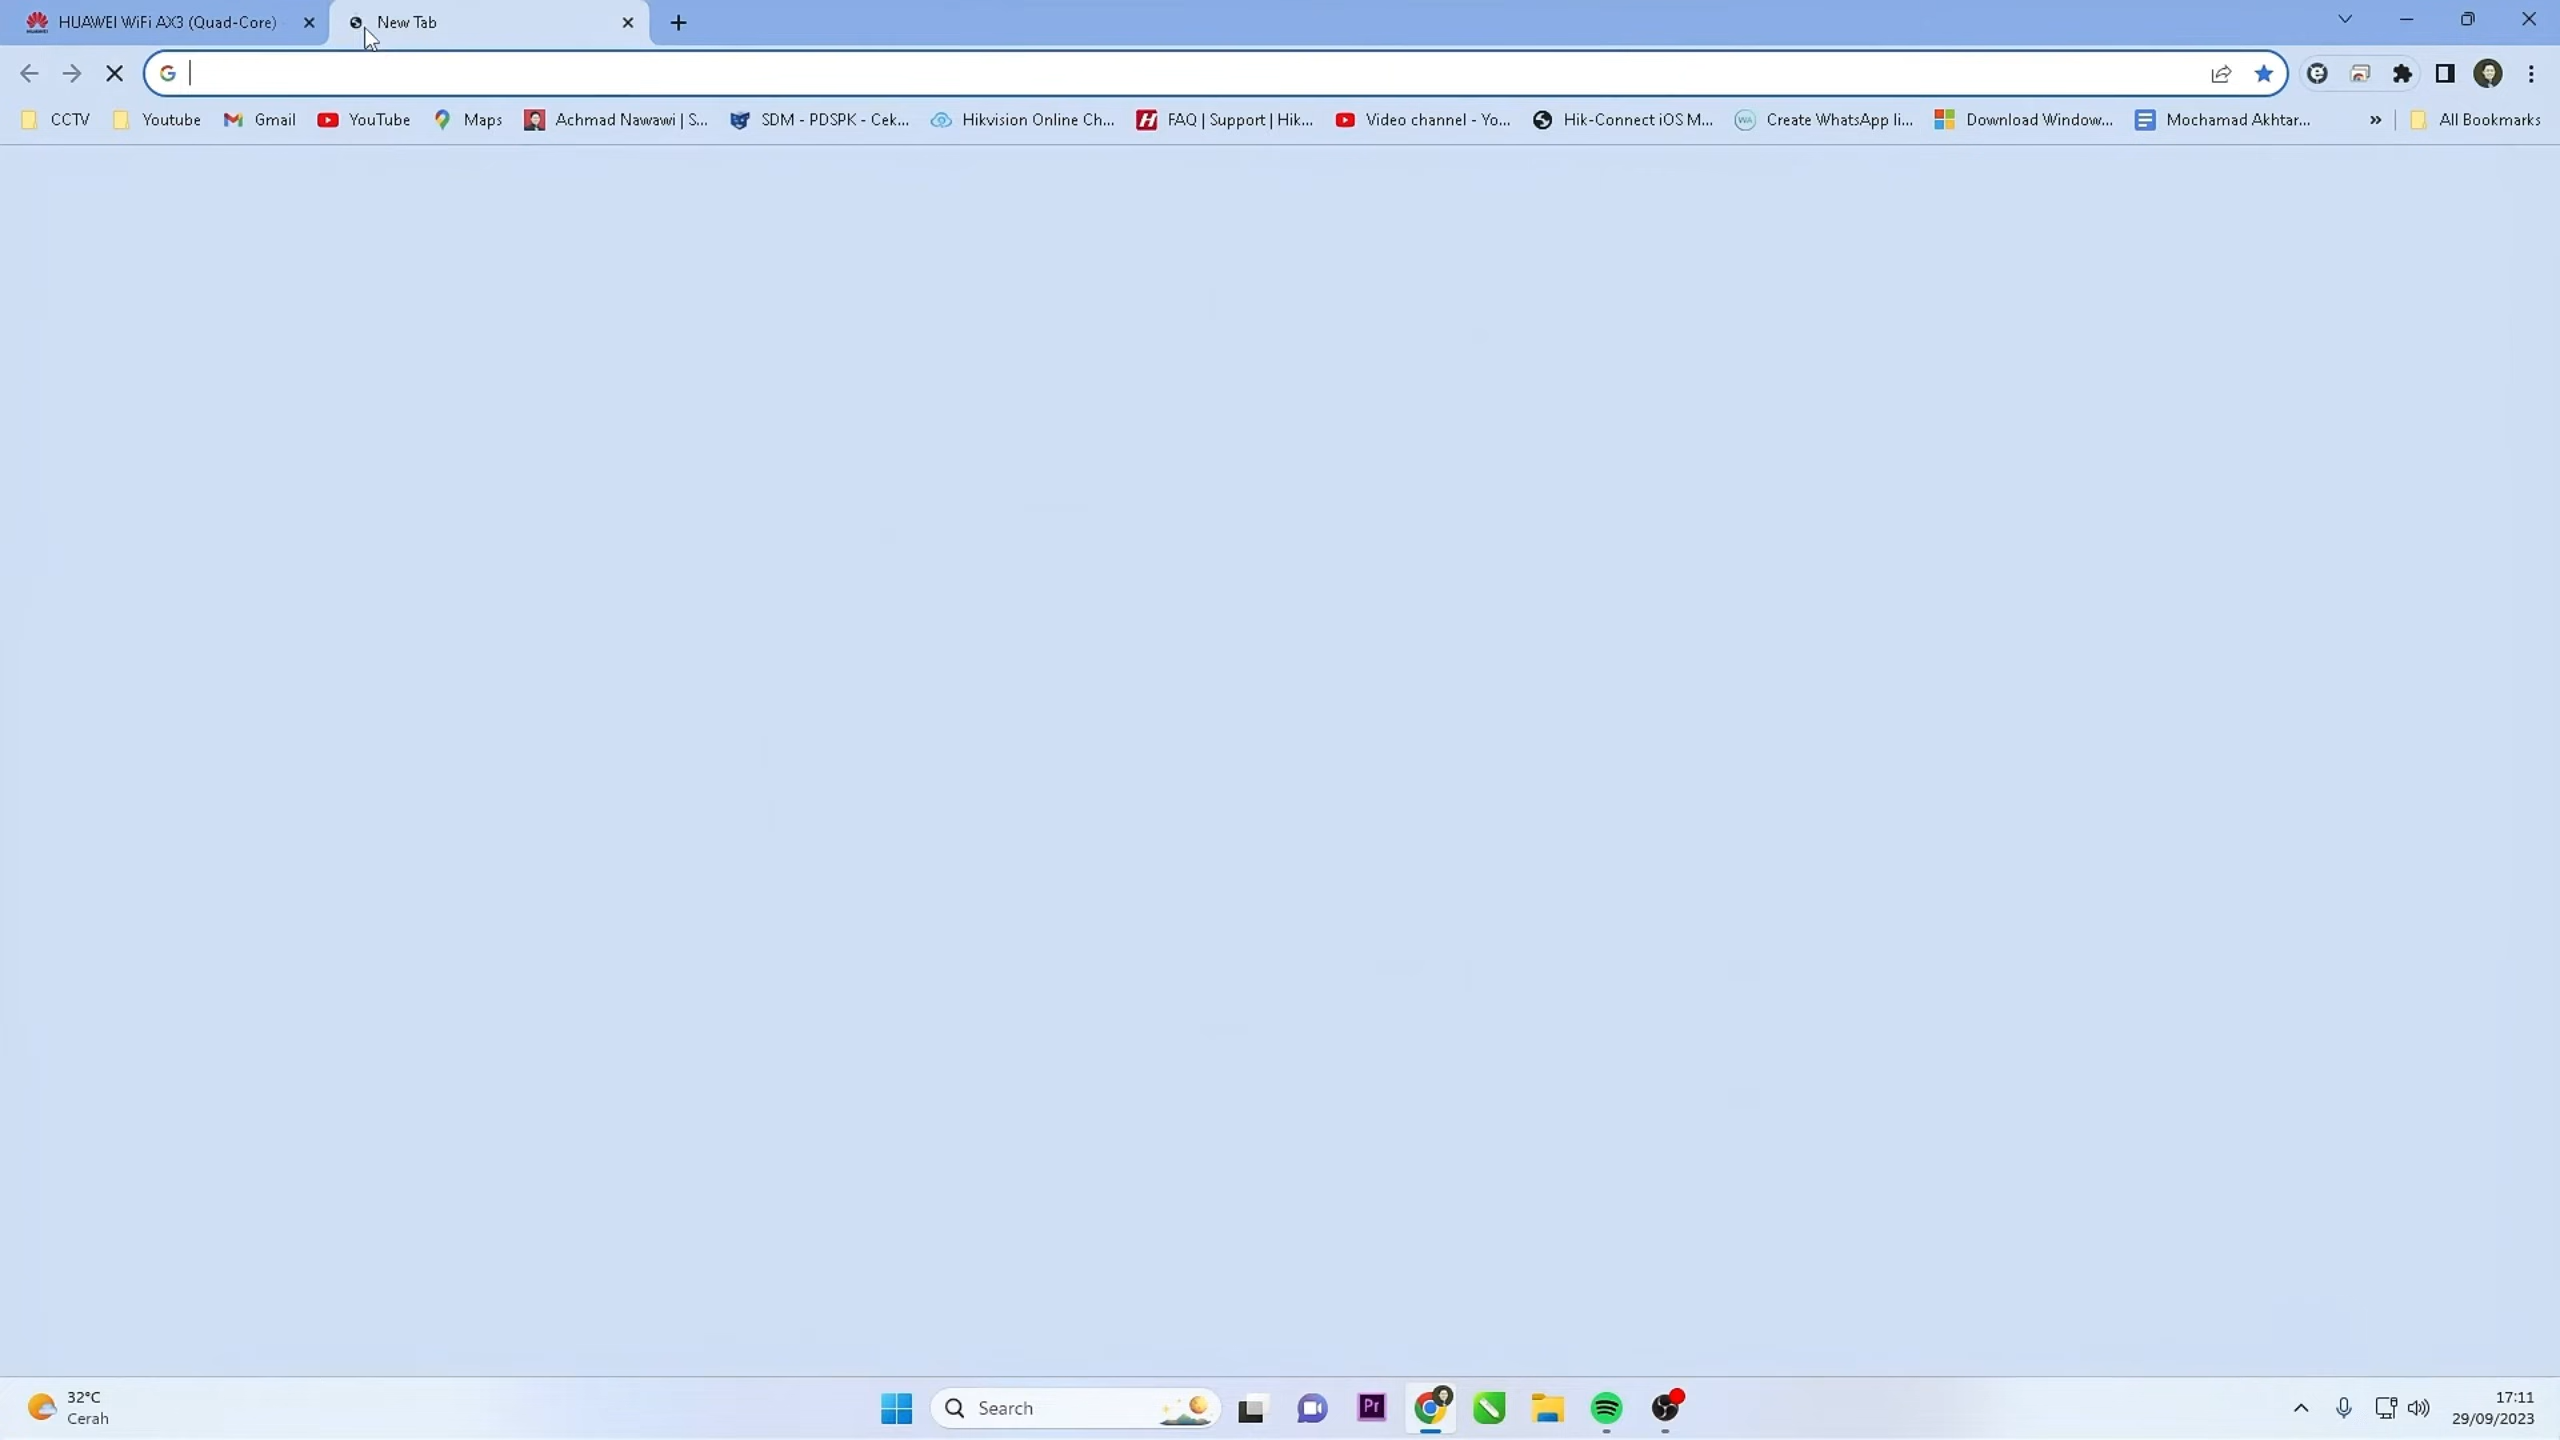 HUAWEI WiFi AX3 (Quad-Core)
New Tab
CCTV
Youtube
Gmail
YouTube
Maps
Achmad Nawawi | S...
SDM - PDSPK - Cek...
Hikvision Online Ch...
FAQ | Support | Hik...
Video channel - Yo...
Hik-Connect iOS M...
Create WhatsApp li...
Download Window...
Mochamad Akhtar...
»
All Bookmarks
32°C
Cerah
Search
Pr
17:11
29/09/2023